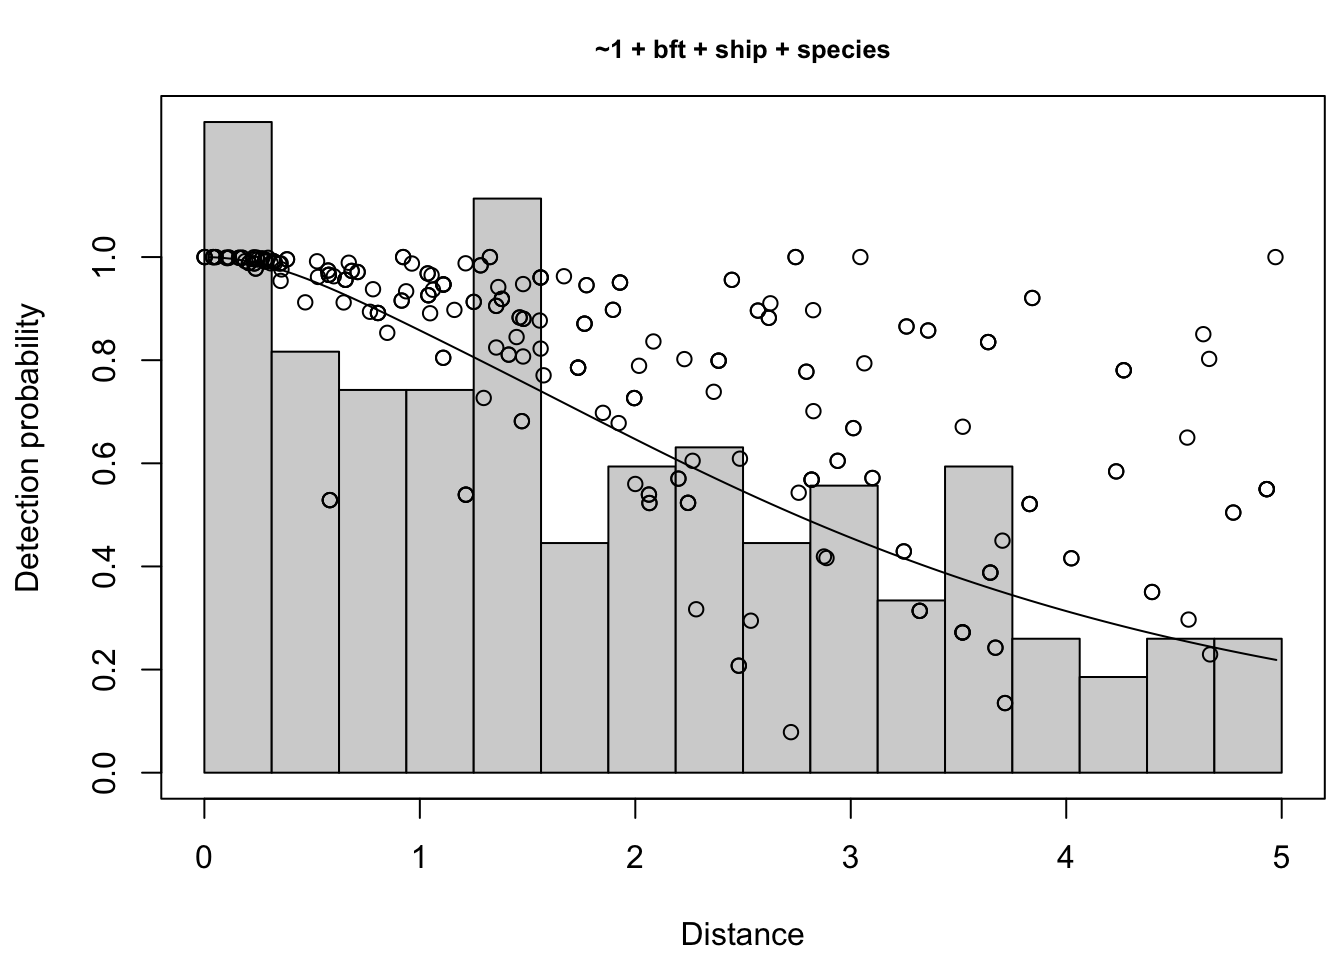 ~1 + bft + ship + species
Detection probability
1.0
0.8
0.6
0.4
0.2
0.0
0 1 2 3 4 5
Distance